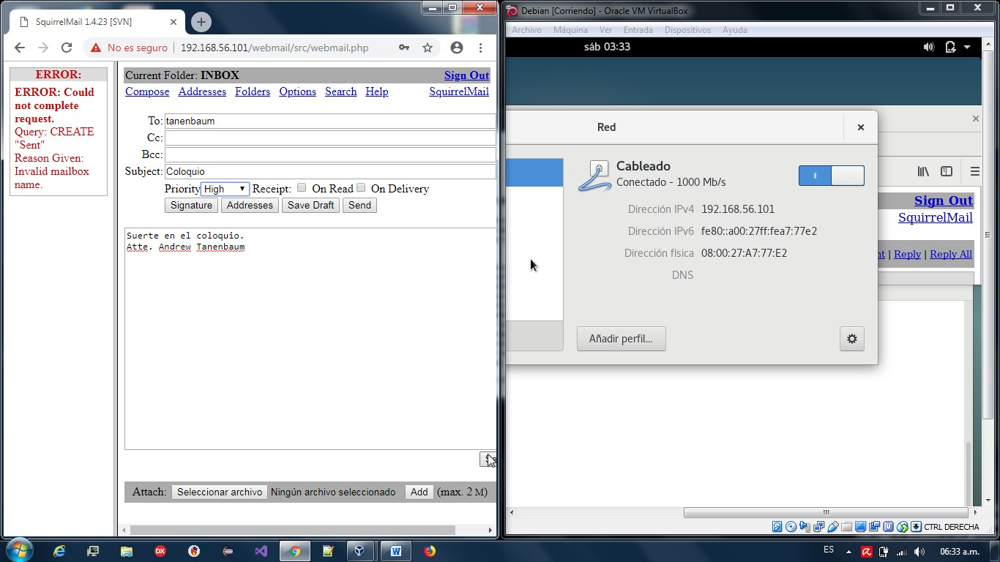 SquirrelMail 1.4.23 [SVN]
No es seguro | 192.168.56.101/webmail/src/webmail.php
ERROR:
ERROR: Could
not complete
request.
Query: CREATE
"Sent"
Reason Given:
Invalid mailbox
name.
Current Folder: INBOX
Sign Out
Compose Addresses Folders Options Search Help
SquirrelMail
To: tanenbaum
Cc:
Bcc:
Subject: Coloquio
Priority High Receipt: On Read On Delivery
Signature Addresses Save Draft Send
Suerte en el coloquio.
Atte. Andrew Tanenbaum
Attach: Seleccionar archivo Ningún archivo seleccionado Add (max. 2 M)
Debian [Corriendo] - Oracle VM VirtualBox
Archivo Máquina Ver Entrada Dispositivos Ayuda
sáb 03:33
Red
Cableado
Conectado - 1000 Mb/s
Dirección IPv4 192.168.56.101
Dirección IPv6 fe80::a00:27ff:fea7:77e2
Dirección física 08:00:27:A7:77:E2
DNS
Añadir perfil...
Sign Out
SquirrelMail
| Reply | Reply All
CTRL DERECHA
DX
W
ES
06:33 a.m.